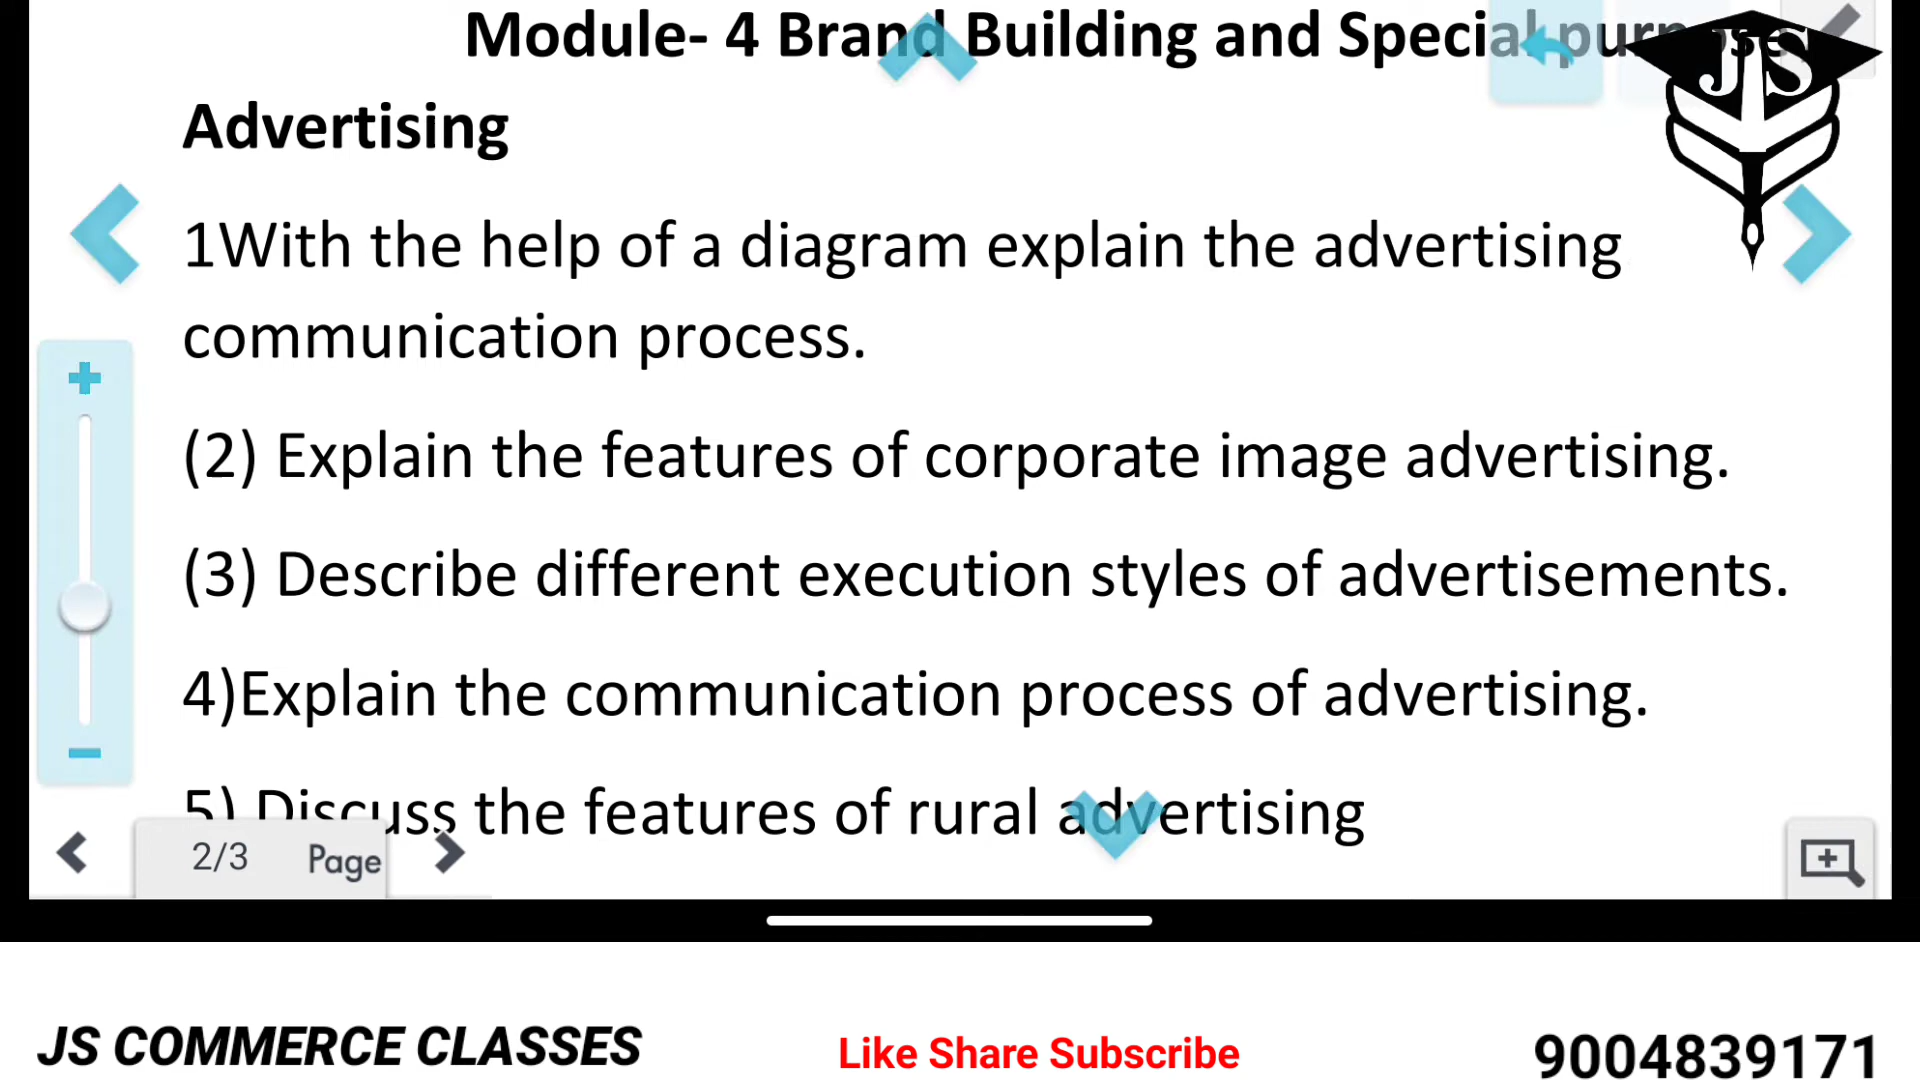 Module- 4 Brand Building and Special purpose
Advertising
1With the help of a diagram explain the advertising
communication process.
(2) Explain the features of corporate image advertising.
(3) Describe different execution styles of advertisements.
4)Explain the communication process of advertising.
5) Discuss the features of rural advertising
2/3 Page
JS
JS COMMERCE CLASSES
Like Share Subscribe
9004839171